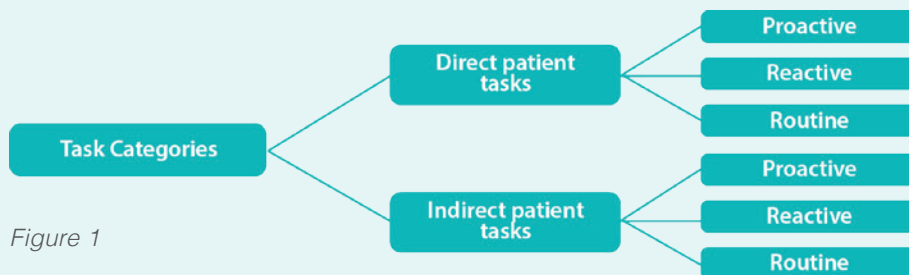 Task Categories
Direct patient
tasks
Proactive
Reactive
Routine
Indirect patient
tasks
Proactive
Reactive
Routine
Figure 1